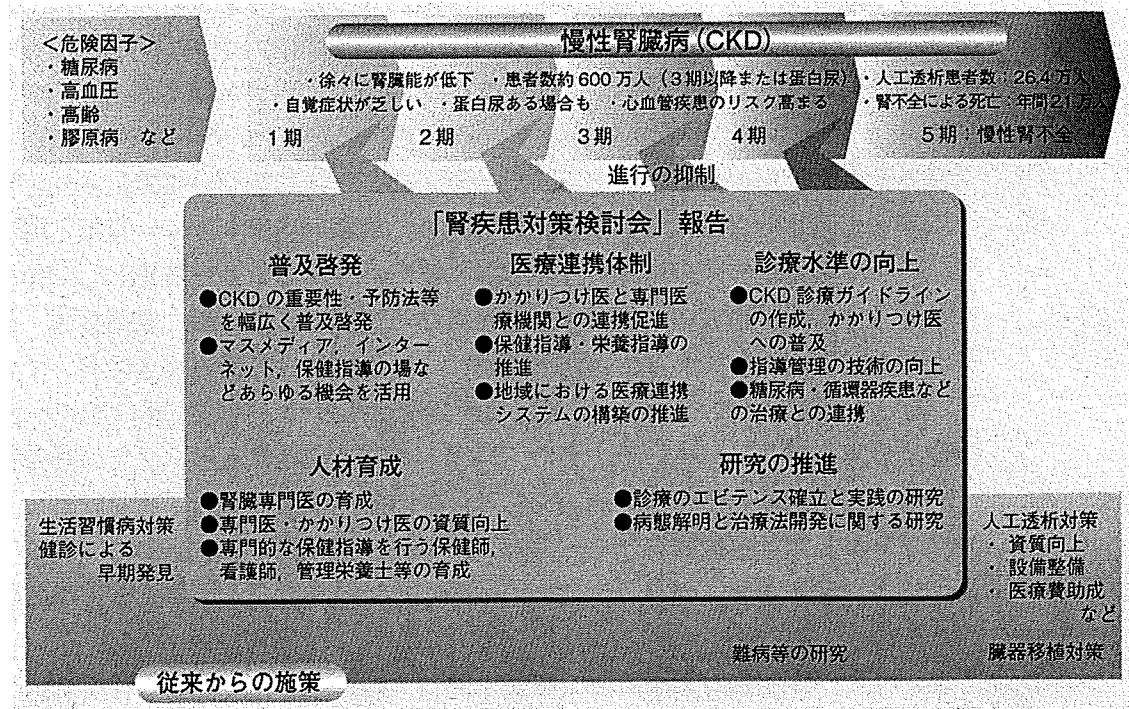 <危険因子>
・糖尿病
・高血圧
・高齢
・膠原病 など
慢性腎臓病(CKD)
・徐々に腎臓能が低下 ・患者数約600万人(3期以降または蛋白尿)
・自覚症状が乏しい ・蛋白尿ある場合も ・心血管疾患のリスク高まる
・人工透析患者数:26.4万人
・腎不全による死亡:年間2.1万人
1期 2期 3期 4期 5期:慢性腎不全
進行の抑制
「腎疾患対策検討会」報告
普及啓発
●CKDの重要性・予防法等
を幅広く普及啓発
●マスメディア,インター
ネット,保健指導の場な
どあらゆる機会を活用
医療連携体制
●かかりつけ医と専門医
療機関との連携促進
●保健指導・栄養指導の
推進
●地域における医療連携
システムの構築の推進
診療水準の向上
●CKD診療ガイドライン
の作成,かかりつけ医
への普及
●指導管理の技術の向上
●糖尿病・循環器疾患など
の治療との連携
人材育成
●腎臓専門医の育成
●専門医・かかりつけ医の資質向上
●専門的な保健指導を行う保健師,
看護師,管理栄養士等の育成
研究の推進
●診療のエビデンス確立と実践の研究
●病態解明と治療法開発に関する研究
生活習慣病対策
健診による
早期発見
人工透析対策
・ 資質向上
・ 設備整備
・ 医療費助成
など
難病等の研究
臓器移植対策
従来からの施策